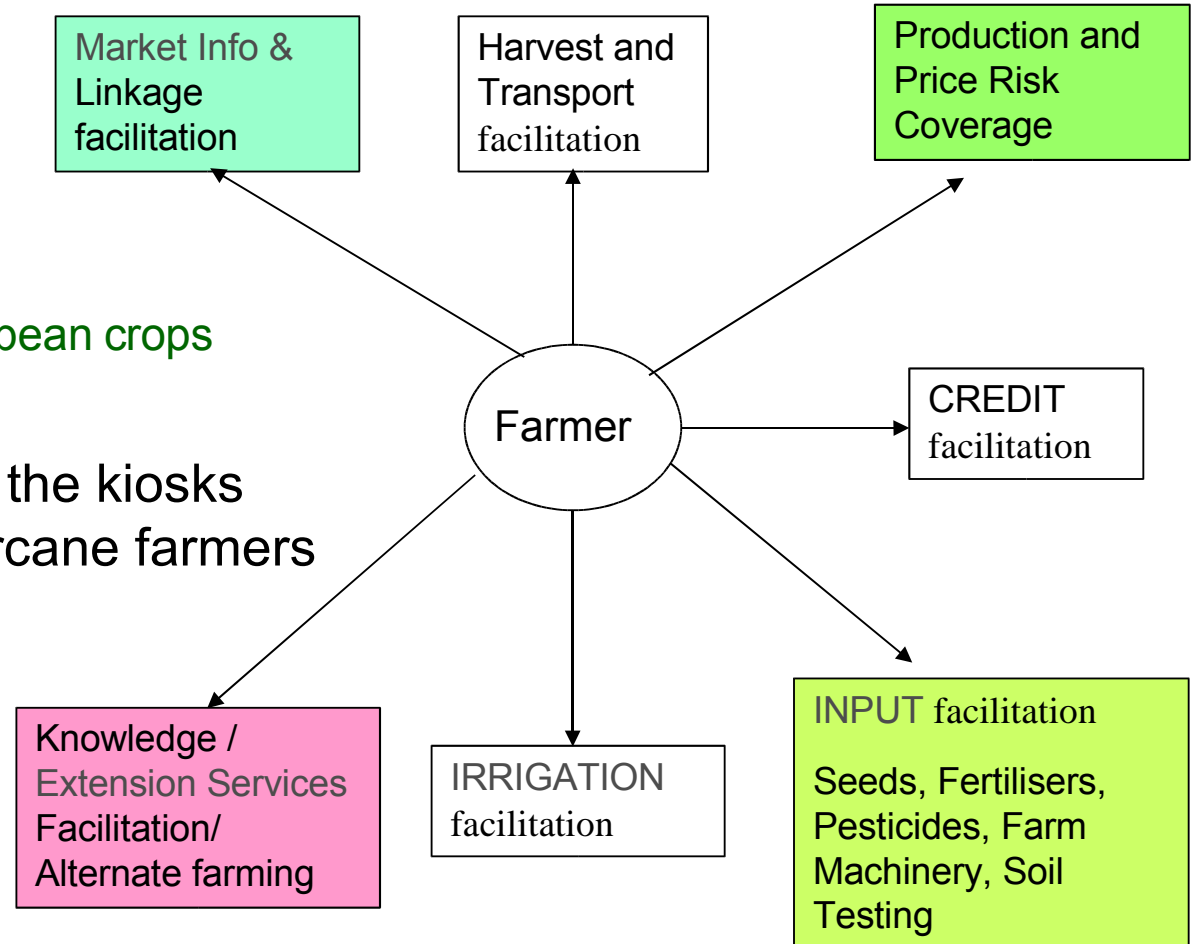 Market Info &
Linkage
facilitation
Harvest and
Transport
facilitation
Production and
Price Risk
Coverage
bean crops
Farmer
CREDIT
facilitation
the kiosks
rcane farmers
Knowledge /
Extension Services
Facilitation/
Alternate farming
IRRIGATION
facilitation
INPUT facilitation
Seeds, Fertilisers,
Pesticides, Farm
Machinery, Soil
Testing